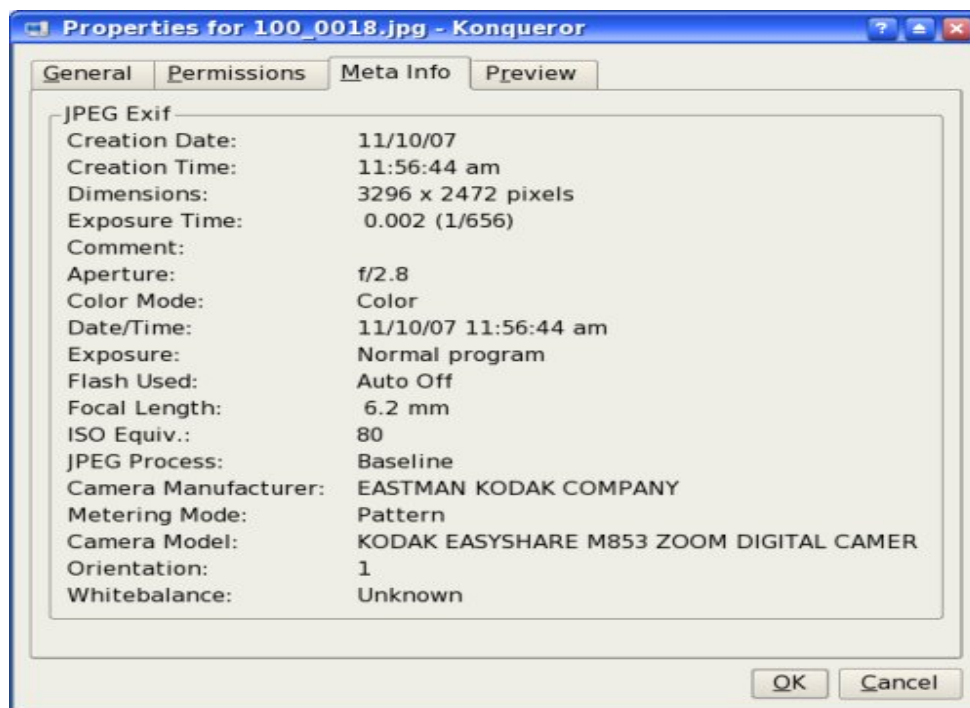 Properties for 100_0018.jpg - Konqueror
General Permissions Meta Info Preview
JPEG Exif
Creation Date: 11/10/07
Creation Time: 11:56:44 am
Dimensions: 3296 x 2472 pixels
Exposure Time: 0.002 (1/656)
Comment:
Aperture: f/2.8
Color Mode: Color
Date/Time: 11/10/07 11:56:44 am
Exposure: Normal program
Flash Used: Auto Off
Focal Length: 6.2 mm
ISO Equiv.: 80
JPEG Process: Baseline
Camera Manufacturer: EASTMAN KODAK COMPANY
Metering Mode: Pattern
Camera Model: KODAK EASYSHARE M853 ZOOM DIGITAL CAMER
Orientation: 1
Whitebalance: Unknown
OK Cancel